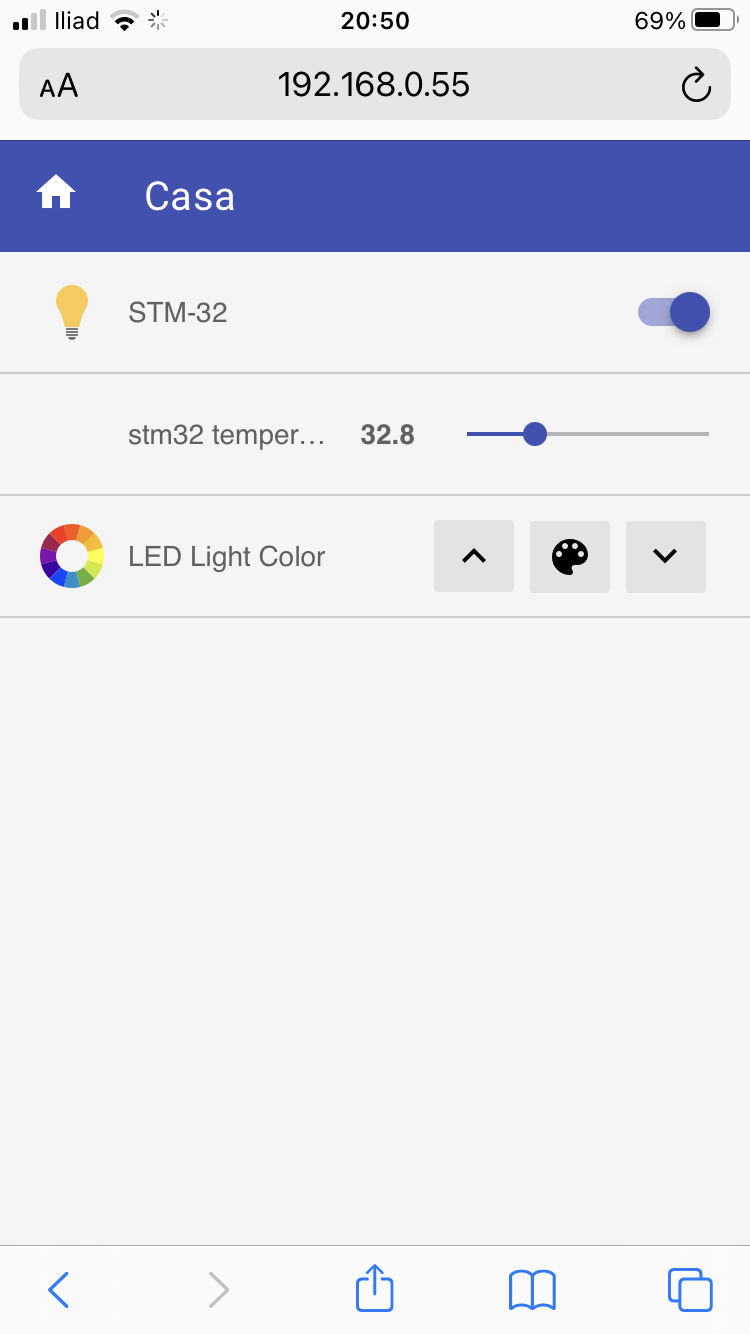 Iliad 20:50 69%
AA 192.168.0.55
Casa
STM-32
stm32 temper... 32.8
LED Light Color